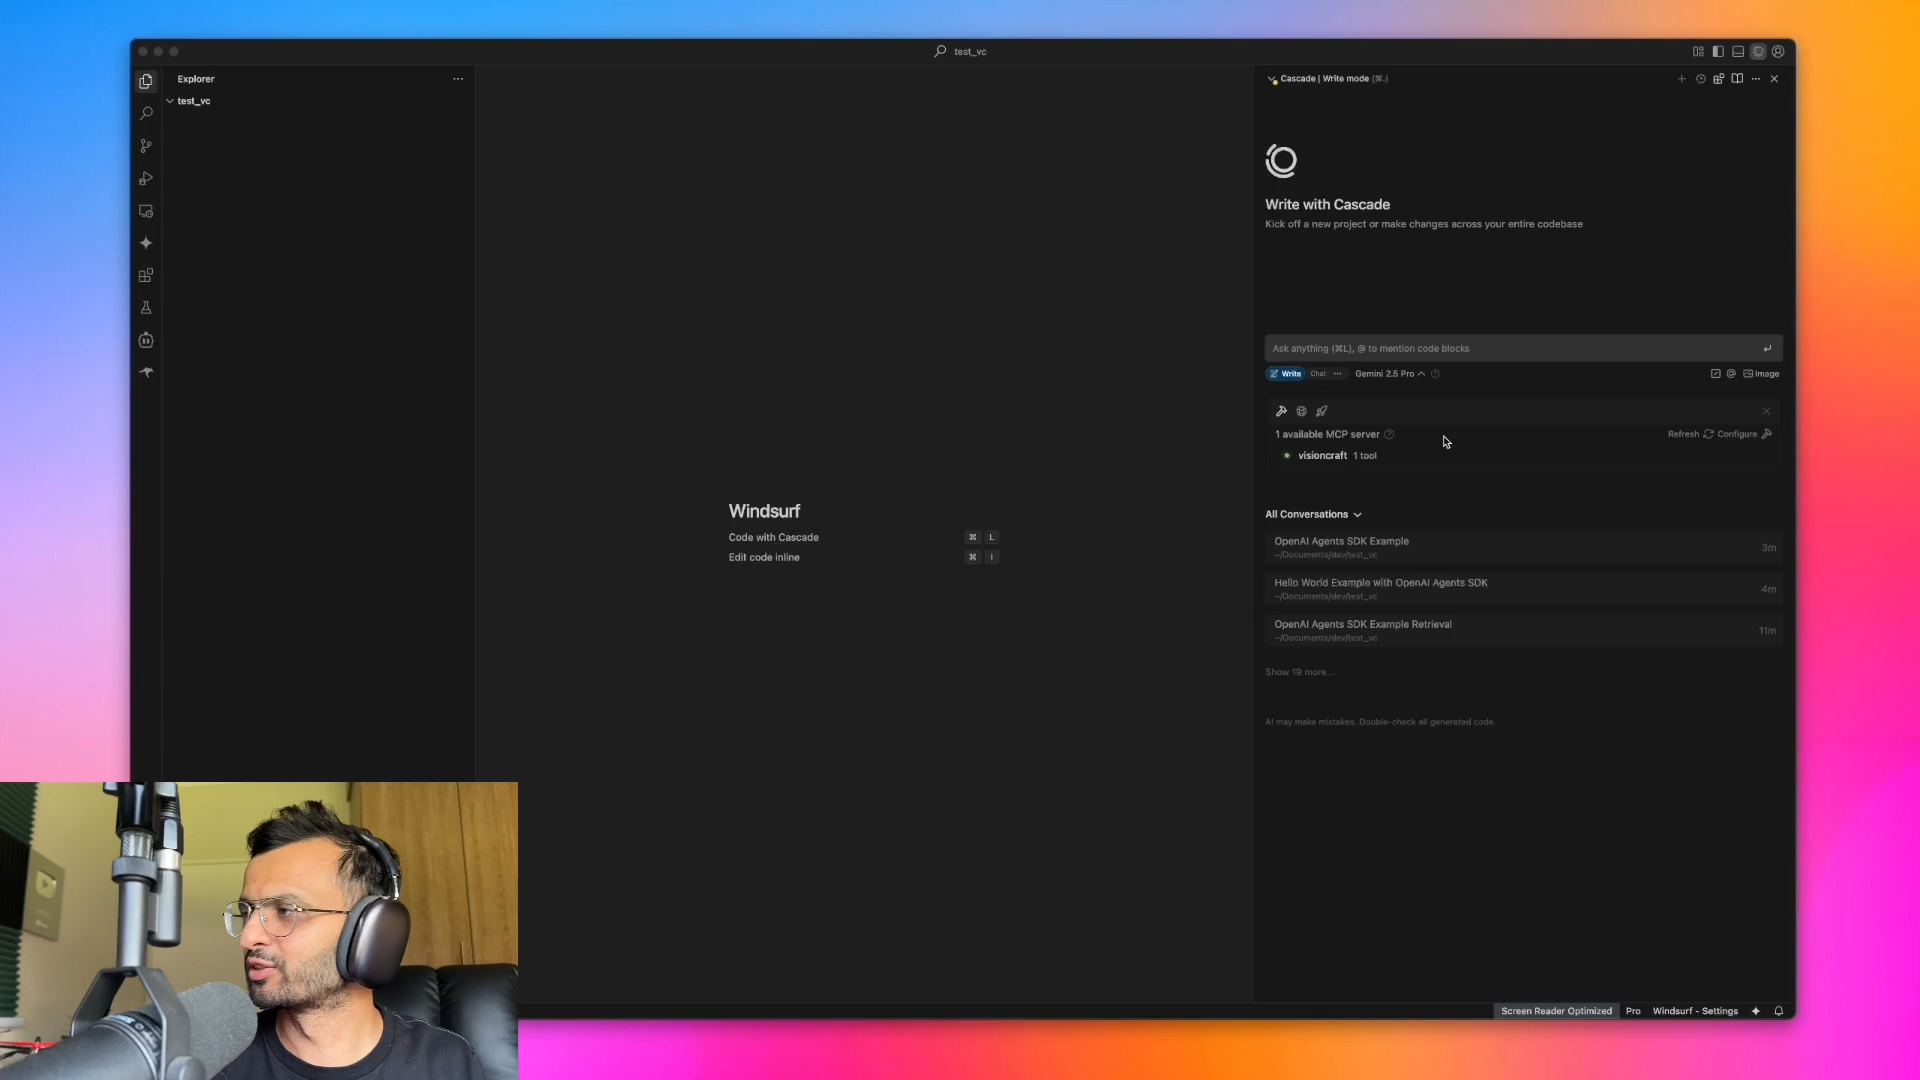 test_vc
Explorer
test_vc
Cascade | Write mode (⌘.)
Write with Cascade
Kick off a new project or make changes across your entire codebase
Ask anything (⌘L), @ to mention code blocks
Write Chat Gemini 2.5 Pro Image
1 available MCP server Refresh Configure
visioncraft 1 tool
All Conversations
OpenAI Agents SDK Example 3m
~/Documents/dev/test_vc
Hello World Example with OpenAI Agents SDK 4m
~/Documents/dev/test_vc
OpenAI Agents SDK Example Retrieval 11m
~/Documents/dev/test_vc
Show 19 more...
AI may make mistakes. Double-check all generated code.
Windsurf
Code with Cascade ⌘ L
Edit code inline ⌘ I
Screen Reader Optimized Pro Windsurf - Settings